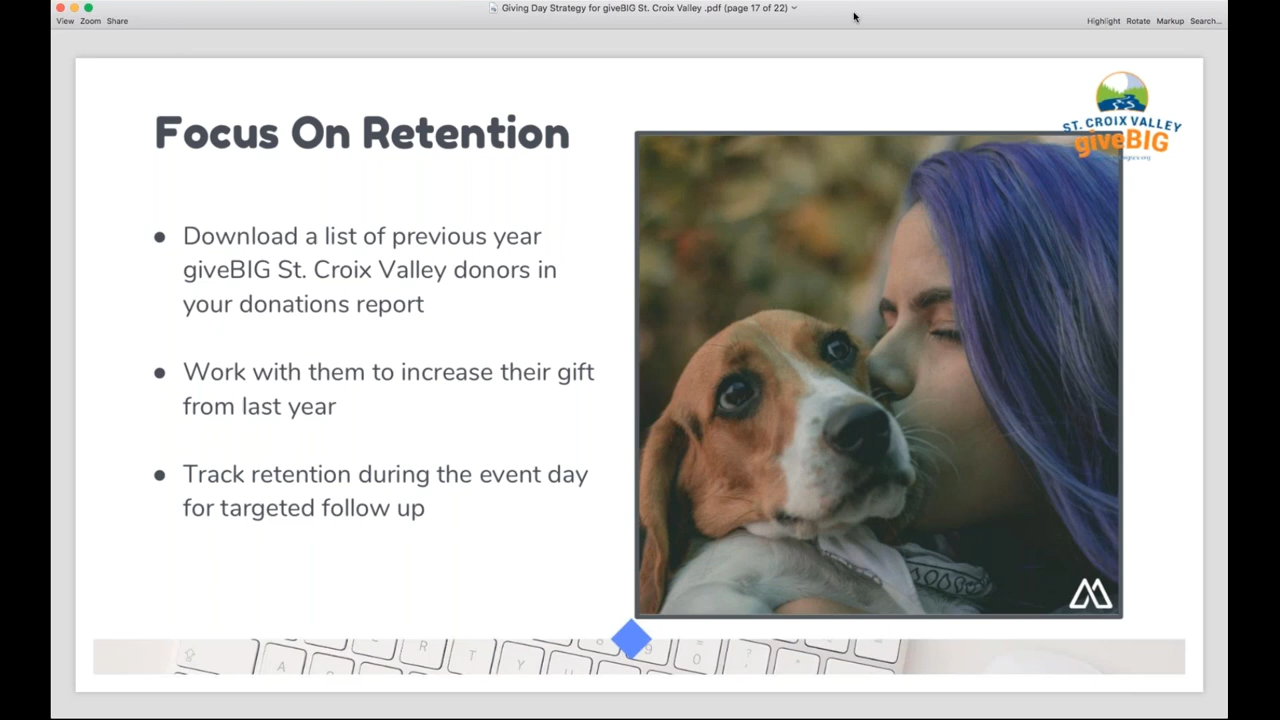 Giving Day Strategy for giveBIG St. Croix Valley .pdf (page 17 of 22)
View Zoom Share
Highlight Rotate Markup Search...
ST. CROIX VALLEY
giveBIG
Focus On Retention
● Download a list of previous year
giveBIG St. Croix Valley donors in
your donations report
● Work with them to increase their gift
from last year
● Track retention during the event day
for targeted follow up
R
T
Y
U
A
8
9
0
?